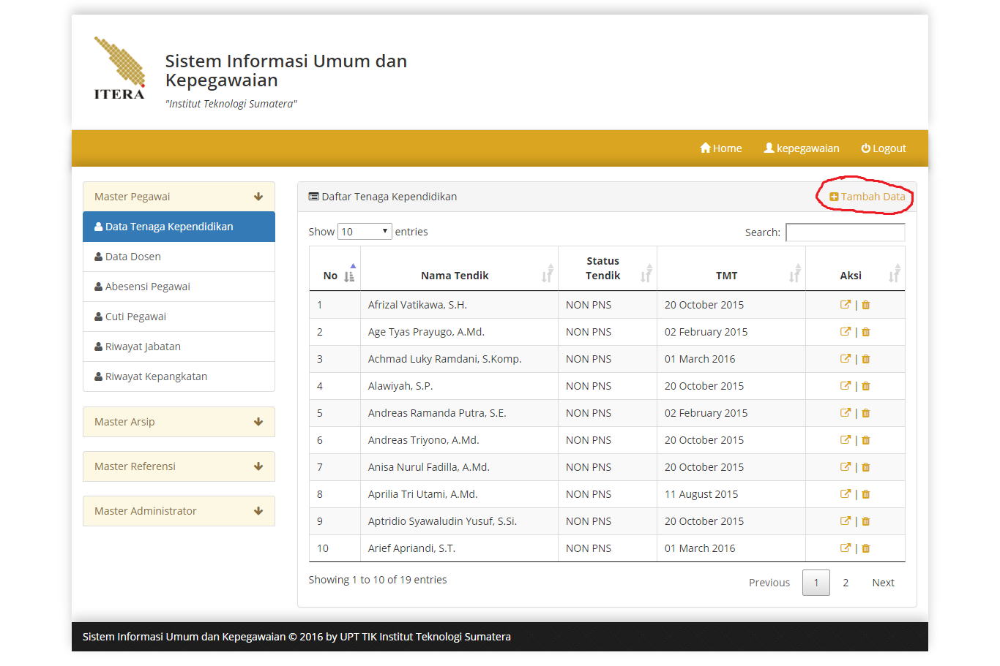 ITERA
Sistem Informasi Umum dan
Kepegawaian
"Institut Teknologi Sumatera"
Home kepegawaian Logout
Master Pegawai
Data Tenaga Kependidikan
Data Dosen
Abesensi Pegawai
Cuti Pegawai
Riwayat Jabatan
Riwayat Kepangkatan
Master Arsip
Master Referensi
Master Administrator
Daftar Tenaga Kependidikan Tambah Data
Show 10 entries Search:
No Nama Tendik Status Tendik TMT Aksi
1 Afrizal Vatikawa, S.H. NON PNS 20 October 2015 |
2 Age Tyas Prayugo, A.Md. NON PNS 02 February 2015 |
3 Achmad Luky Ramdani, S.Komp. NON PNS 01 March 2016 |
4 Alawiyah, S.P. NON PNS 20 October 2015 |
5 Andreas Ramanda Putra, S.E. NON PNS 02 February 2015 |
6 Andreas Triyono, A.Md. NON PNS 20 October 2015 |
7 Anisa Nurul Fadilla, A.Md. NON PNS 20 October 2015 |
8 Aprilia Tri Utami, A.Md. NON PNS 11 August 2015 |
9 Aptridio Syawaludin Yusuf, S.Si. NON PNS 20 October 2015 |
10 Arief Apriandi, S.T. NON PNS 01 March 2016 |
Showing 1 to 10 of 19 entries Previous 1 2 Next
Sistem Informasi Umum dan Kepegawaian © 2016 by UPT TIK Institut Teknologi Sumatera